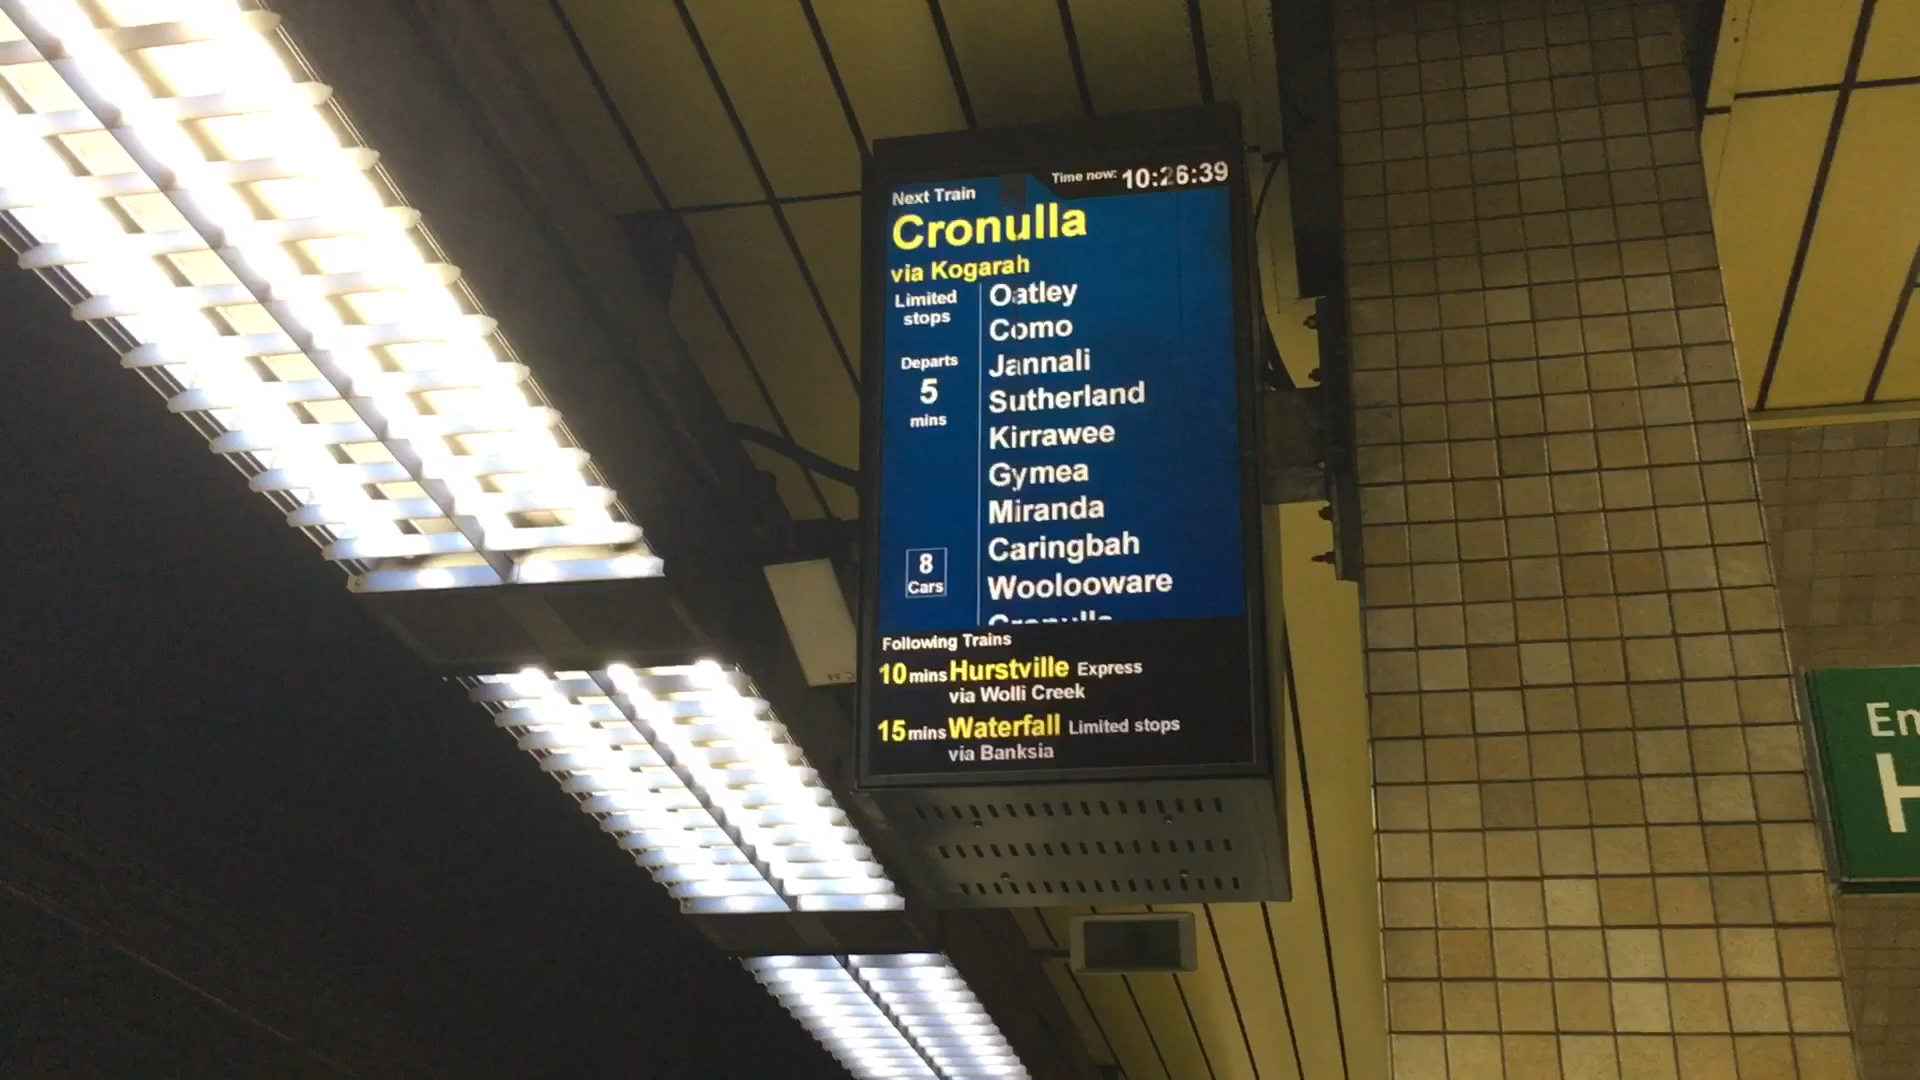 Time now: 10:26:39
Next Train
Cronulla
via Kogarah
Limited
stops
Departs
5
mins
8
Cars
Oatley
Como
Jannali
Sutherland
Kirrawee
Gymea
Miranda
Caringbah
Woolooware
Cronulla
Following Trains
10 mins Hurstville Express
via Wolli Creek
15 mins Waterfall Limited stops
via Banksia